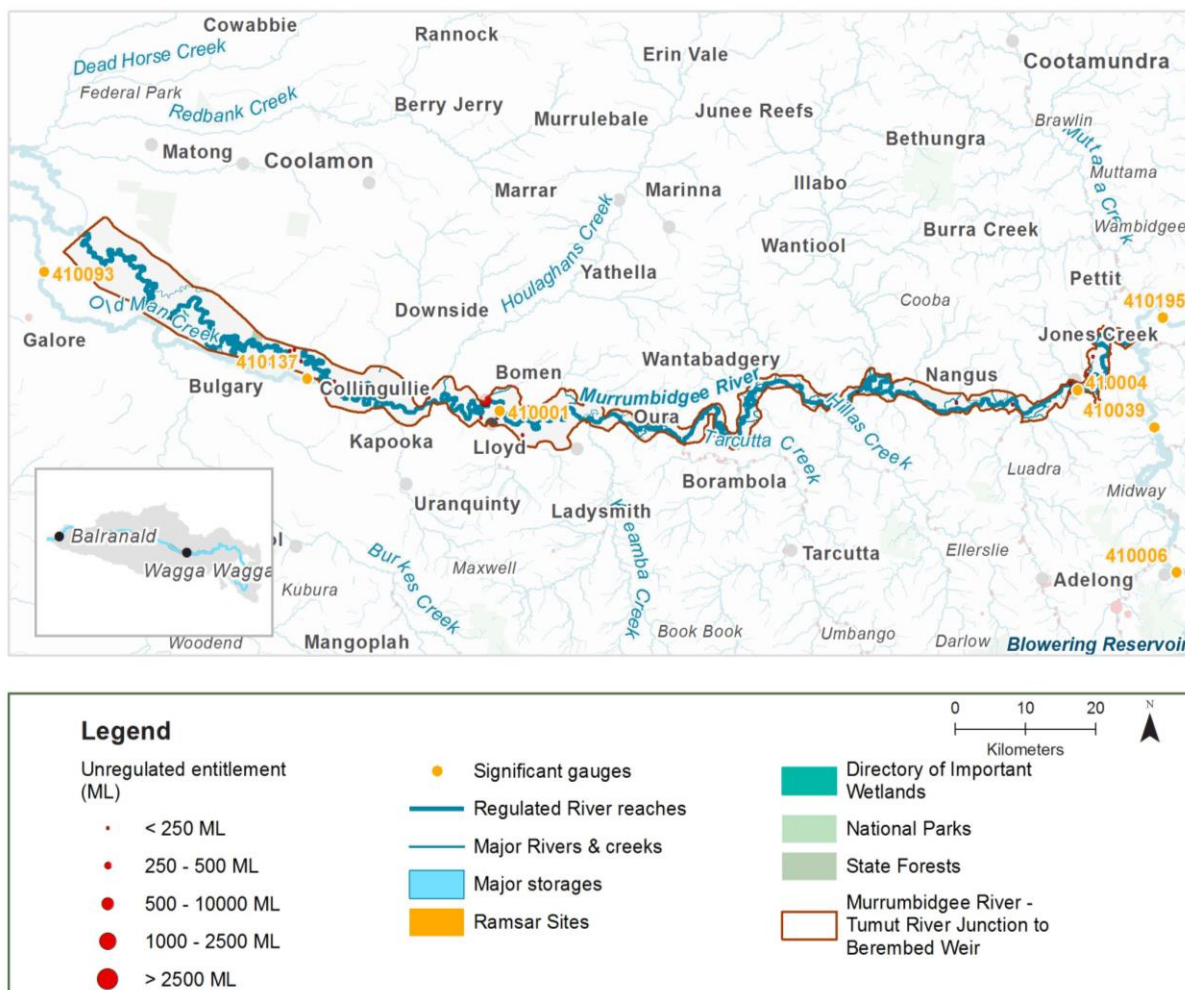 Cowabbie
Rannock
Erin Vale
Cootamundra
Dead Horse Creek
Federal Park
Redbank Creek
Berry Jerry
Murrulebale
Junee Reefs
Bethungra
Brawlin
Muttama Creek
Matong
Coolamon
Marrar
Marinna
Illabo
Muttama
Houlaghans Creek
Burra Creek
Wambidgee
Wantiool
Yathella
Pettit
410093
Old Man Creek
Downside
Cooba
410195
Galore
Jones Creek
410137
Wantabadgery
Bulgary
Collingullie
Bomen
Murrumbidgee River
Nangus
410004
410001
410039
Kapooka
Lloyd
Oura
Tarcutta Creek
Hillas Creek
Borambola
Luadra
Midway
Uranquinty
Ladysmith
Balranald
ol
Wagga Wagga
Burkes Creek
Maxwell
Kyeamba Creek
Tarcutta
Ellerslie
410006
Adelong
Kubura
Woodend
Mangoplah
Book Book
Umbango
Darlow
Blowering Reservoir
Legend
0 10 20
Kilometers
N
Unregulated entitlement
(ML)
< 250 ML
250 - 500 ML
500 - 10000 ML
1000 - 2500 ML
> 2500 ML
Significant gauges
Regulated River reaches
Major Rivers & creeks
Major storages
Ramsar Sites
Directory of Important
Wetlands
National Parks
State Forests
Murrumbidgee River -
Tumut River Junction to
Berembed Weir